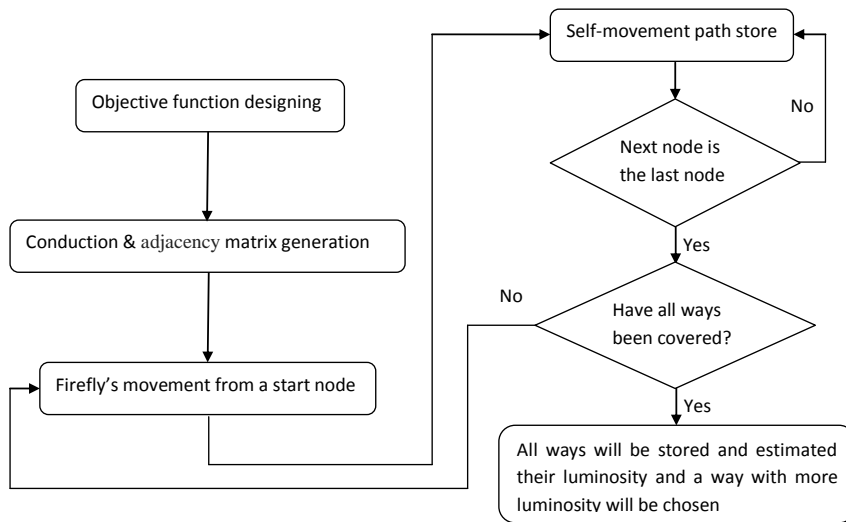 Objective function designing
Conduction & adjacency matrix generation
Firefly's movement from a start node
Self-movement path store
No
Next node is
the last node
Yes
No
Have all ways
been covered?
Yes
All ways will be stored and estimated
their luminosity and a way with more
luminosity will be chosen